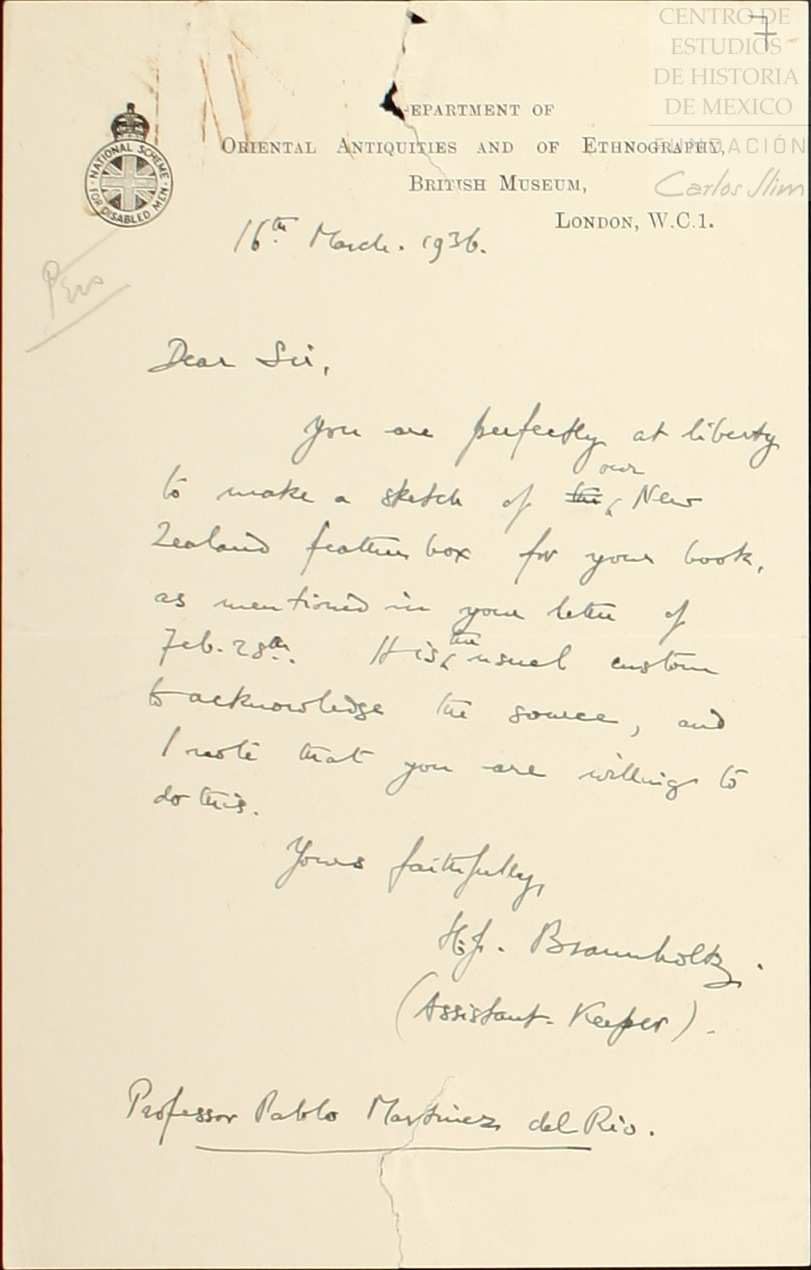 CENTRO DE
ESTUDIOS
DE HISTORIA
DE MEXICO
FUNDACIÓN
Carlos Slim
7
EPARTMENT OF
ORIENTAL ANTIQUITIES AND OF ETHNOGRAPHY,
BRITISH MUSEUM,
LONDON, W.C.1.
NATIONAL SCHEME
FOR DISABLED MEN
16th March. 1936.
Dear Sir,
You are perfectly at liberty
to make a sketch of the our New
Zealand feather box for your book,
as mentioned in your letter of
Feb. 28th. It is the usual custom
to acknowledge the source, and
I note that you are willing to
do this.
Yours faithfully,
H.J. Braunholtz.
(Assistant-Keeper).
Professor Pablo Martinez del Rio.